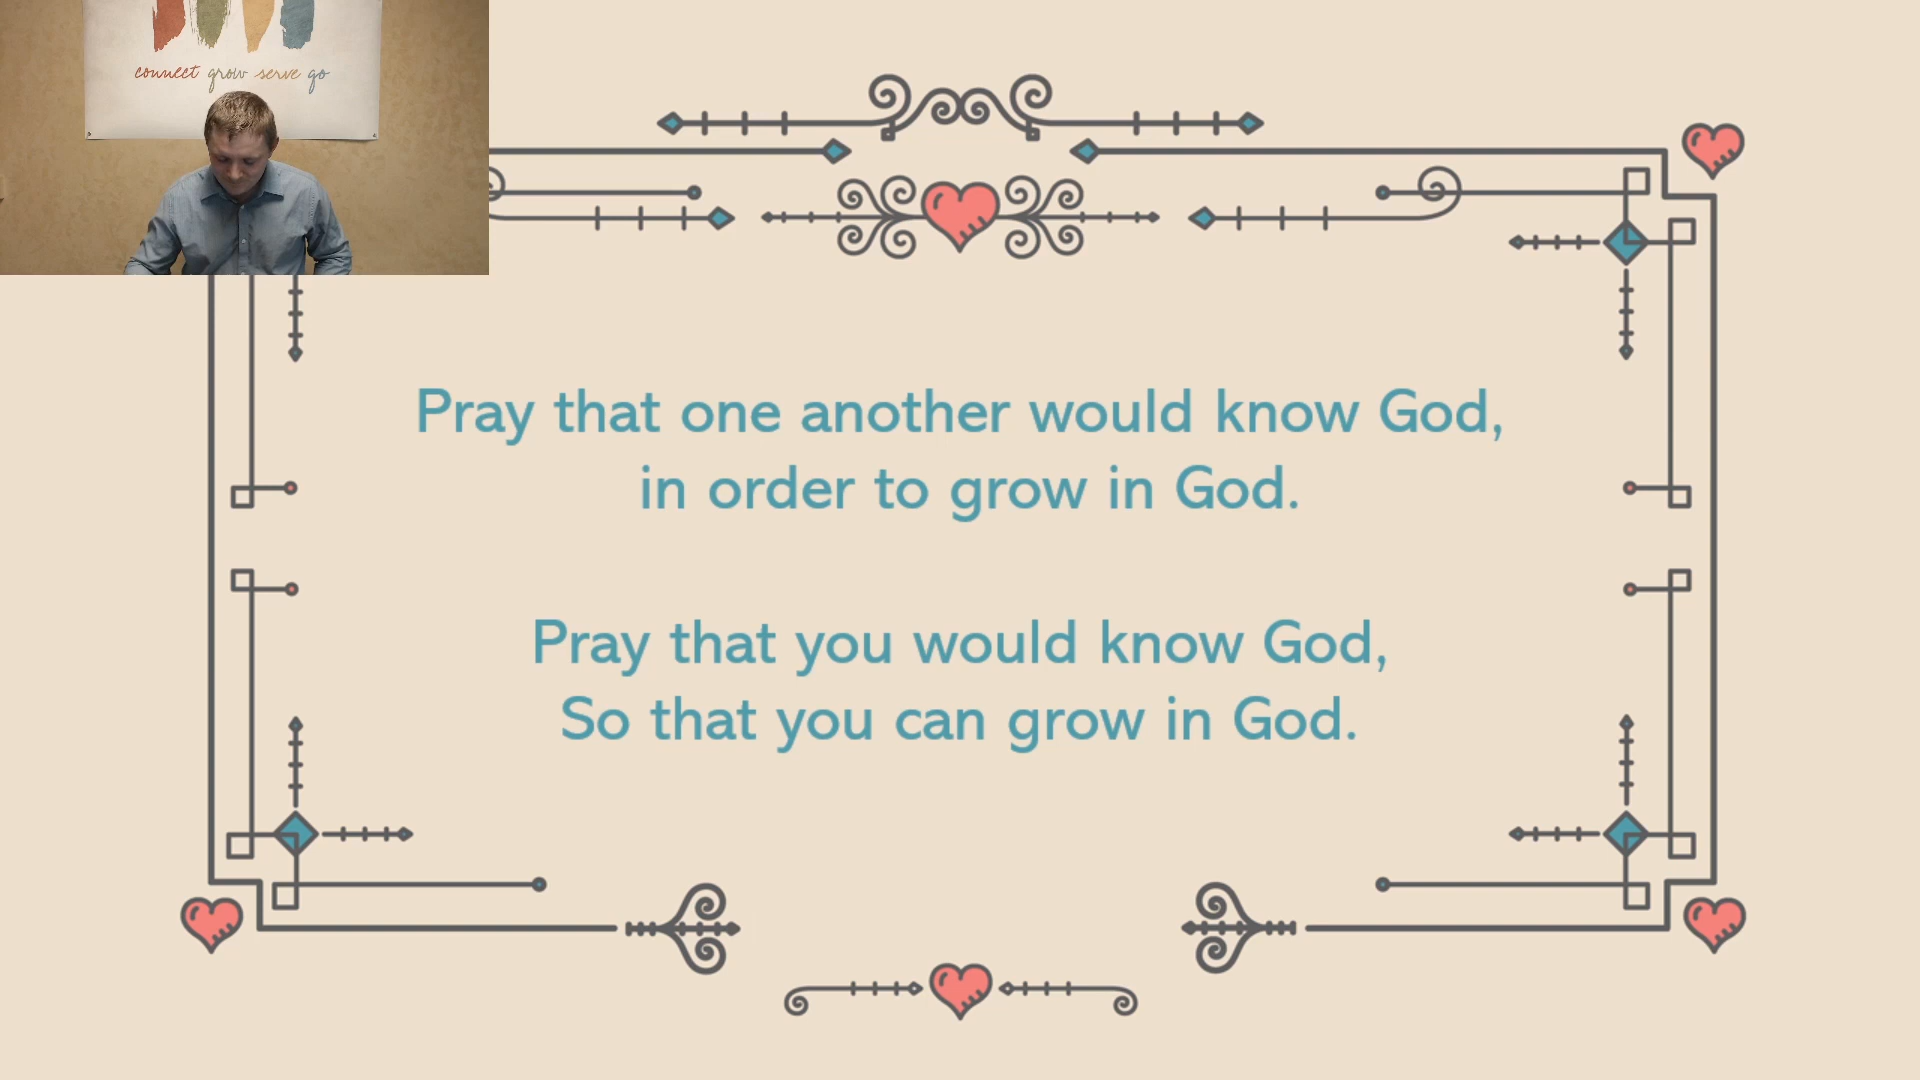 connect grow serve go
Pray that one another would know God,
in order to grow in God.
Pray that you would know God,
So that you can grow in God.